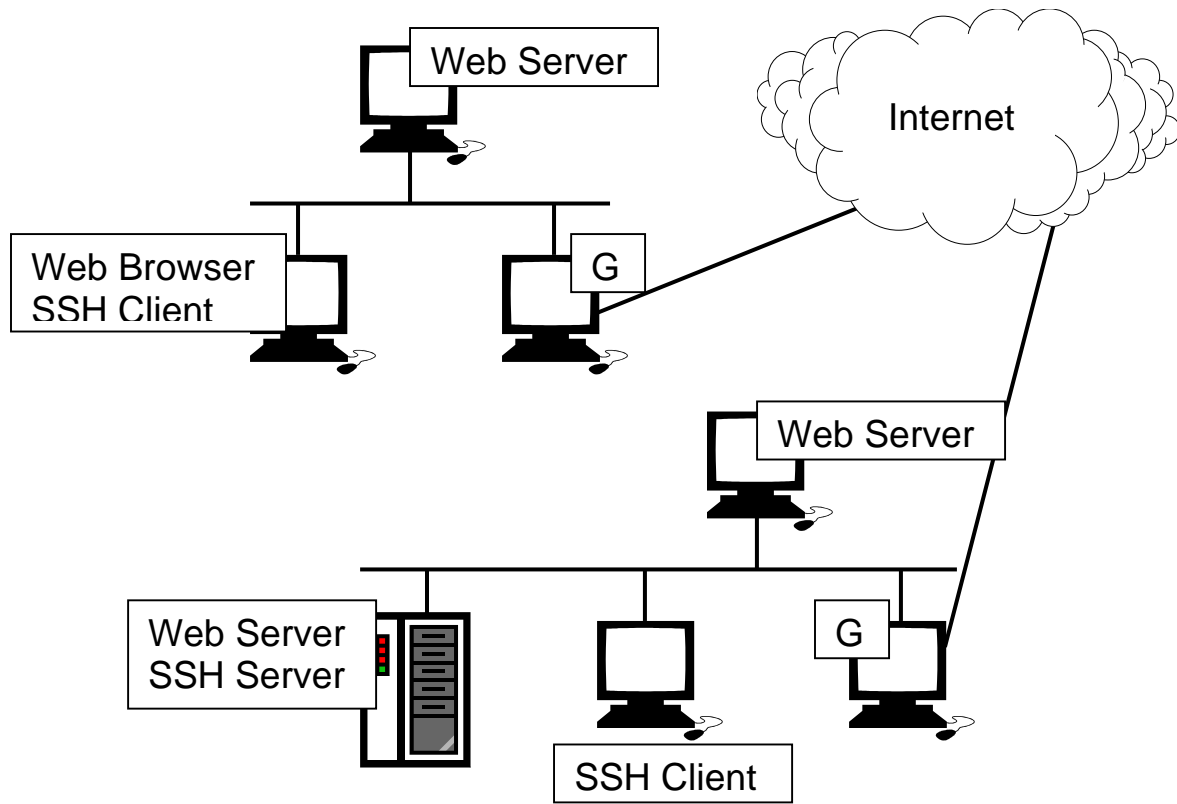 Web Server
Internet
Web Browser
SSH Client
G
Web Server
Web Server
SSH Server
G
SSH Client